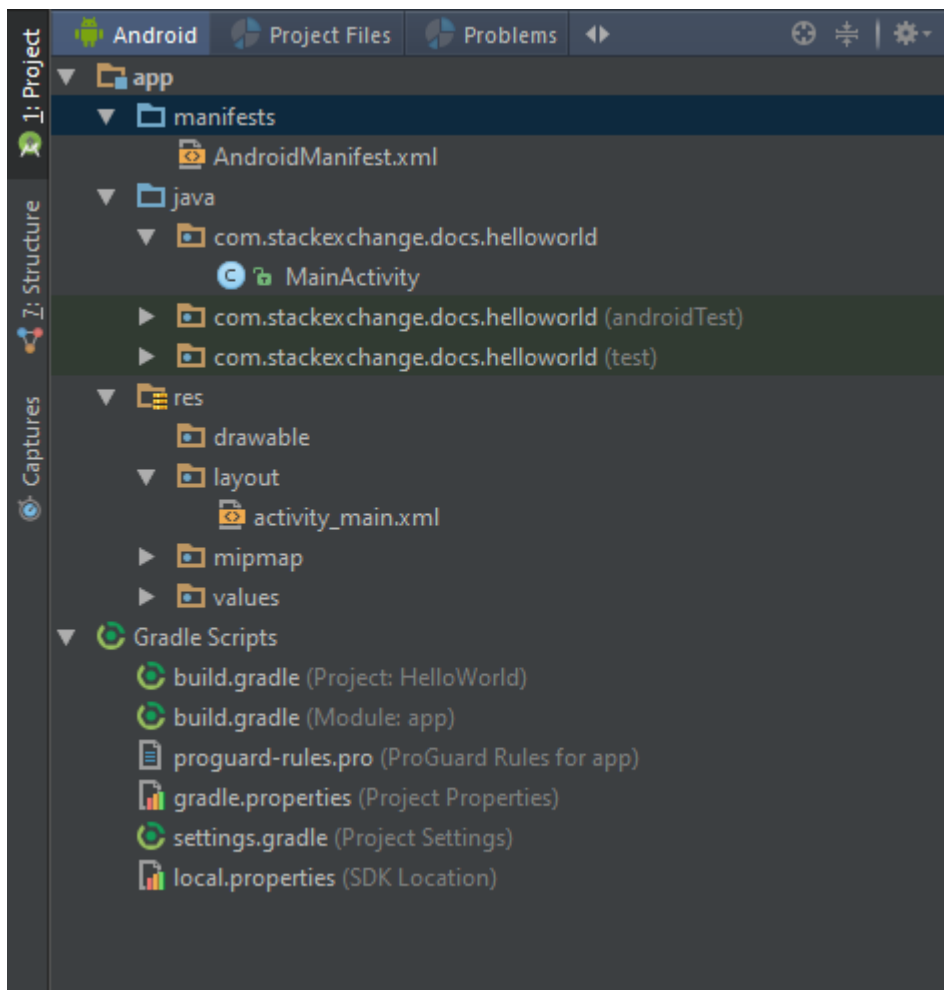 1: Project
7: Structure
Captures
Android Project Files Problems
app
manifests
AndroidManifest.xml
java
com.stackexchange.docs.helloworld
C MainActivity
com.stackexchange.docs.helloworld (androidTest)
com.stackexchange.docs.helloworld (test)
res
drawable
layout
activity_main.xml
mipmap
values
Gradle Scripts
build.gradle (Project: HelloWorld)
build.gradle (Module: app)
proguard-rules.pro (ProGuard Rules for app)
gradle.properties (Project Properties)
settings.gradle (Project Settings)
local.properties (SDK Location)